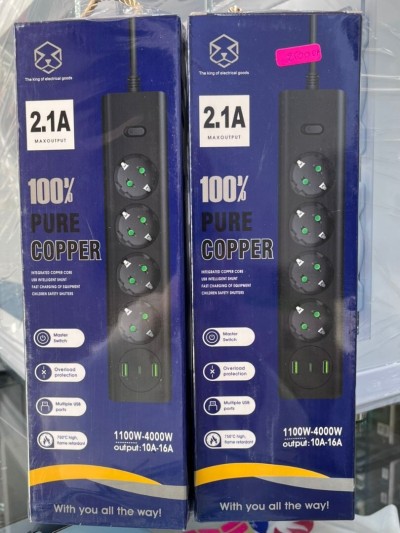 The king of electrical goods
2.1A
MAXOUTPUT
100%
PURE
COPPER
INTEGRATED COPPER CORE
USB INTELLIGENT SHUNT
FAST CHARGING OF EQUIPMENT
CHILDREN SAFETY SHUTTERS
Master
Switch
Overload
protection
Multiple USB
ports
750°C high,
flame-retardant
1100W-4000W
output:10A-16A
With you all the way!
The king of electrical goods
2.1A
MAXOUTPUT
100%
PURE
COPPER
INTEGRATED COPPER CORE
USB INTELLIGENT SHUNT
FAST CHARGING OF EQUIPMENT
CHILDREN SAFETY SHUTTERS
Master
Switch
Overload
protection
Multiple USB
ports
750°C high,
flame-retardant
1100W-4000W
output:10A-16A
With you all the way!